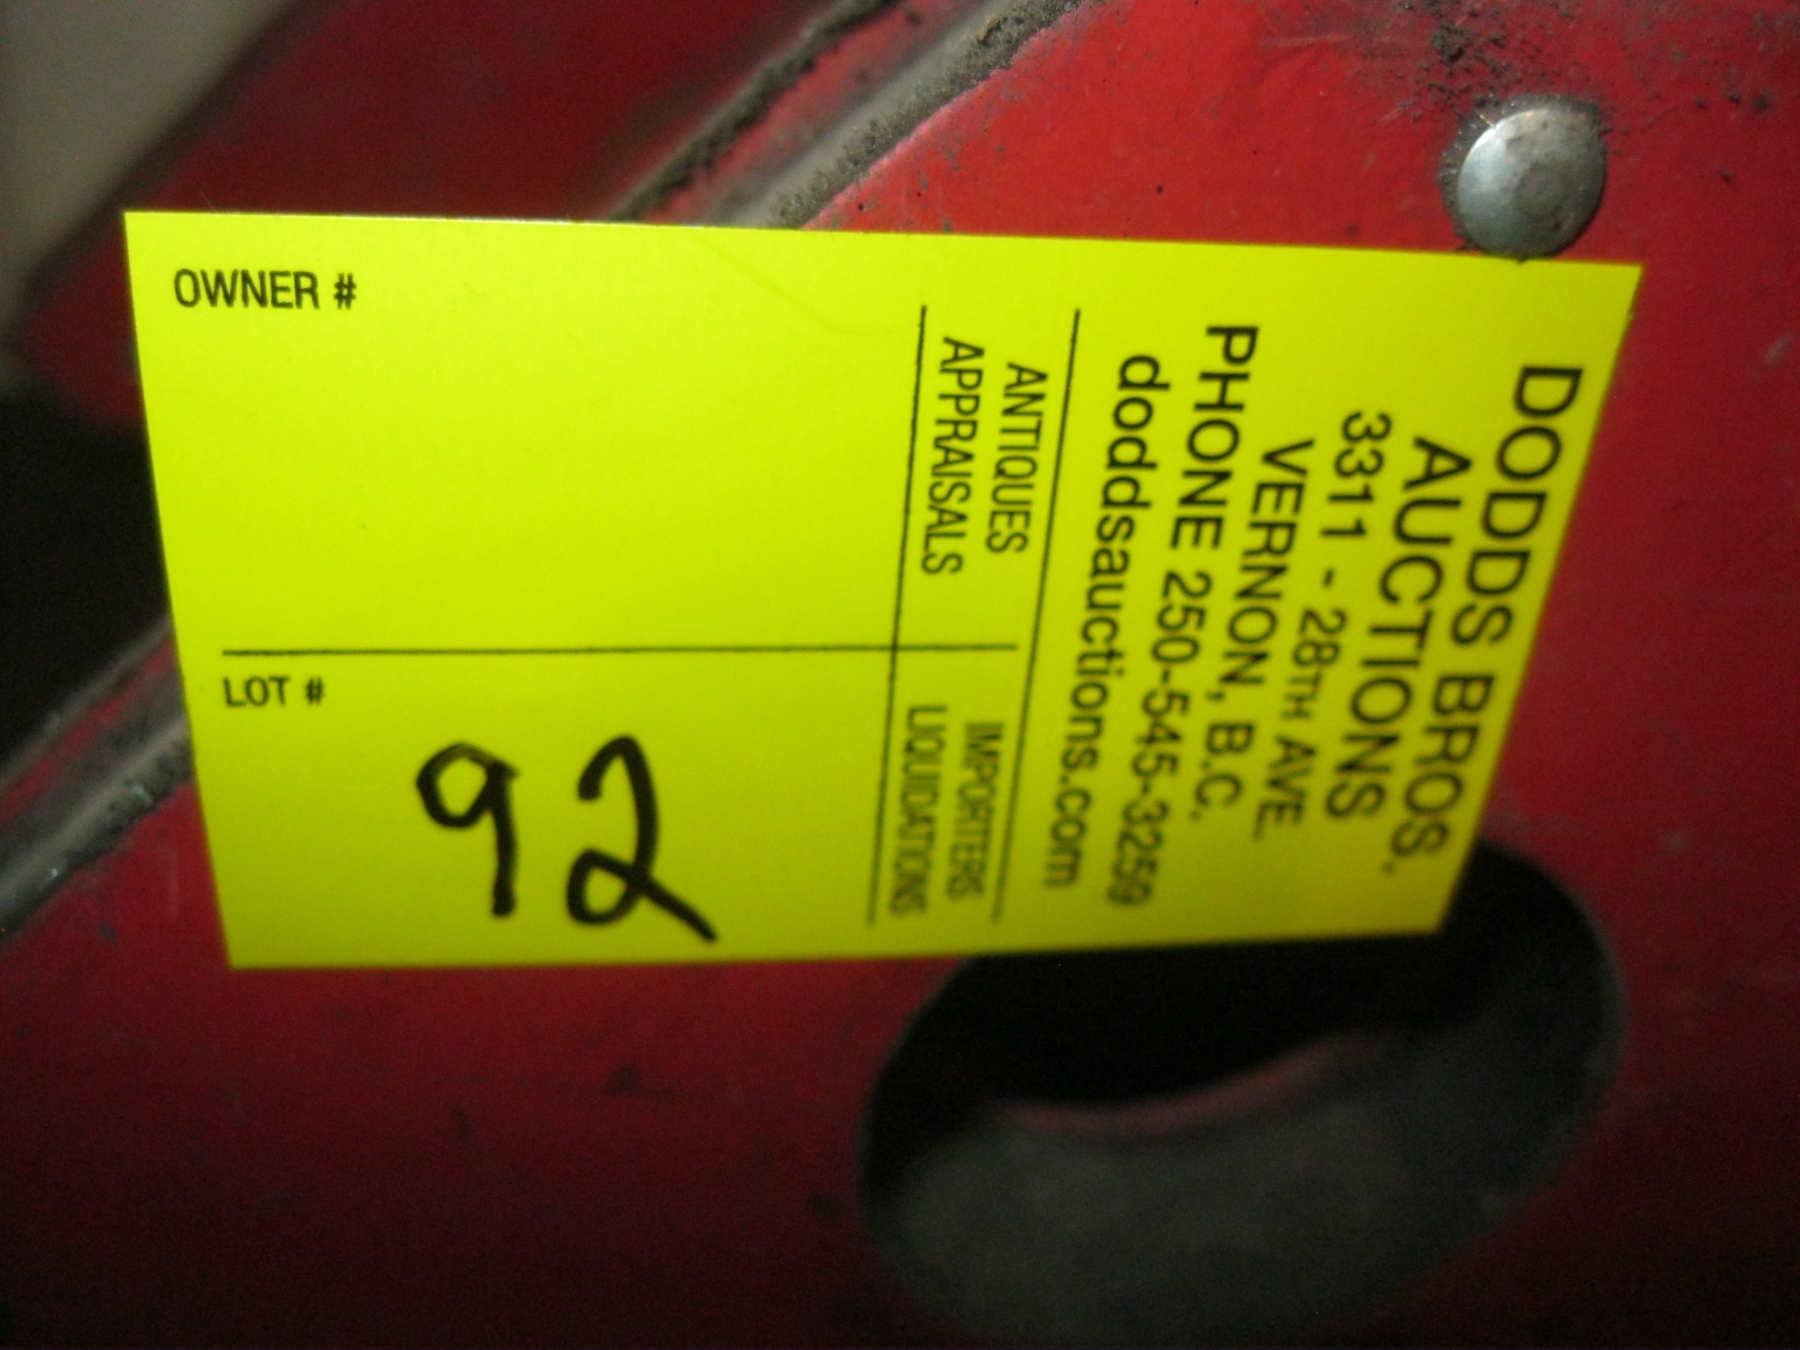 DODDS BROS.
AUCTIONS
3311 - 28TH AVE.
VERNON, B.C.
PHONE 250-545-3259
doddsauctions.com
ANTIQUES
APPRAISALS
IMPORTERS
LIQUIDATIONS
OWNER #
LOT #
92